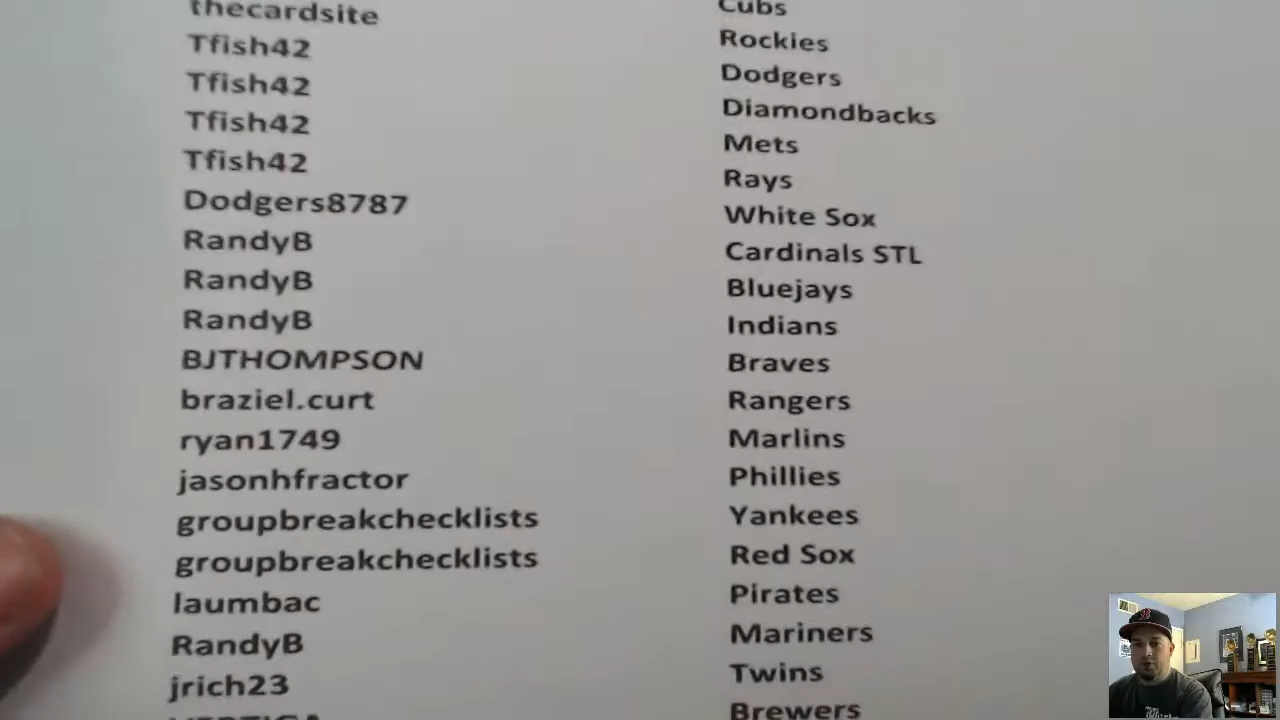 thecardsite
Tfish42
Tfish42
Tfish42
Tfish42
Dodgers8787
RandyB
RandyB
RandyB
BJTHOMPSON
braziel.curt
ryan1749
jasonhfractor
groupbreakchecklists
groupbreakchecklists
laumbac
RandyB
jrich23
Cubs
Rockies
Dodgers
Diamondbacks
Mets
Rays
White Sox
Cardinals STL
Bluejays
Indians
Braves
Rangers
Marlins
Phillies
Yankees
Red Sox
Pirates
Mariners
Twins
Brewers